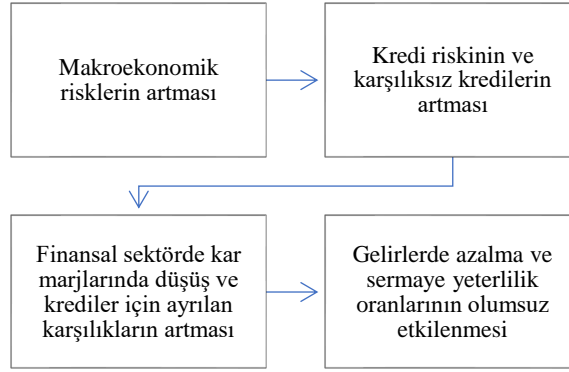 Makroekonomik
risklerin artması
Kredi riskinin ve
karşılıksız kredilerin
artması
Finansal sektörde kar
marjlarında düşüş ve
krediler için ayrılan
karşılıkların artması
Gelirlerde azalma ve
sermaye yeterlilik
oranlarının olumsuz
etkilenmesi